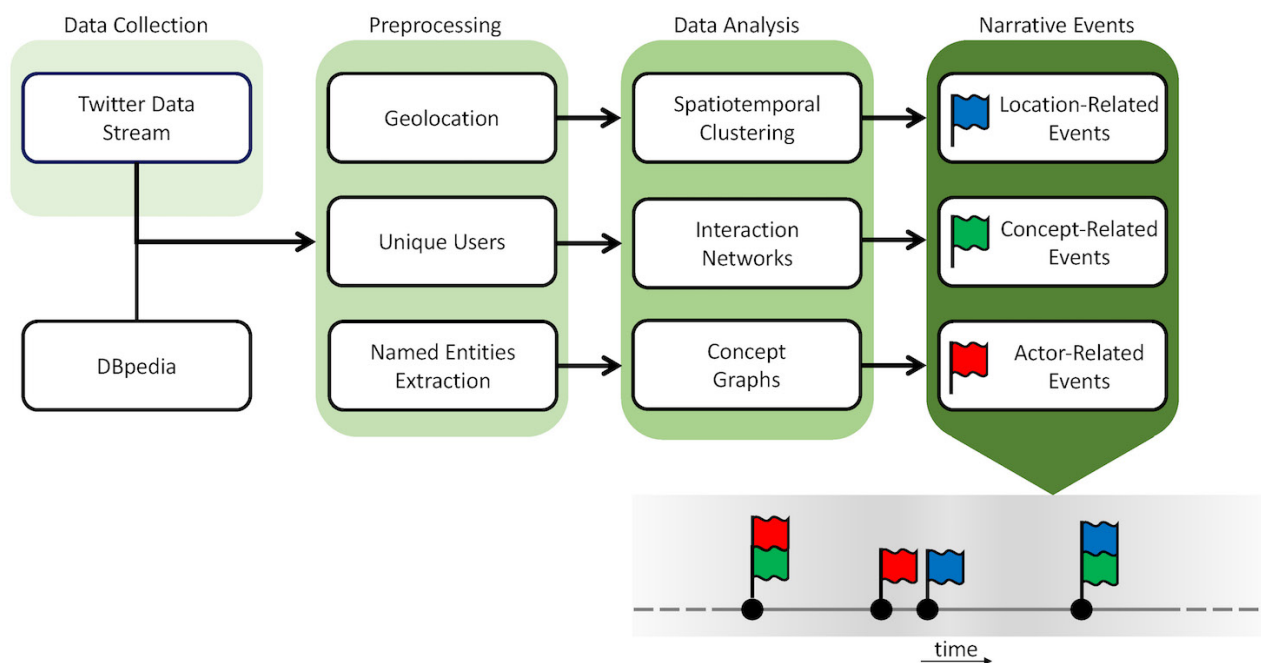 Data Collection
Preprocessing
Data Analysis
Narrative Events
Twitter Data
Stream
Geolocation
Spatiotemporal
Clustering
Location-Related
Events
Unique Users
Interaction
Networks
Concept-Related
Events
DBpedia
Named Entities
Extraction
Concept
Graphs
Actor-Related
Events
time